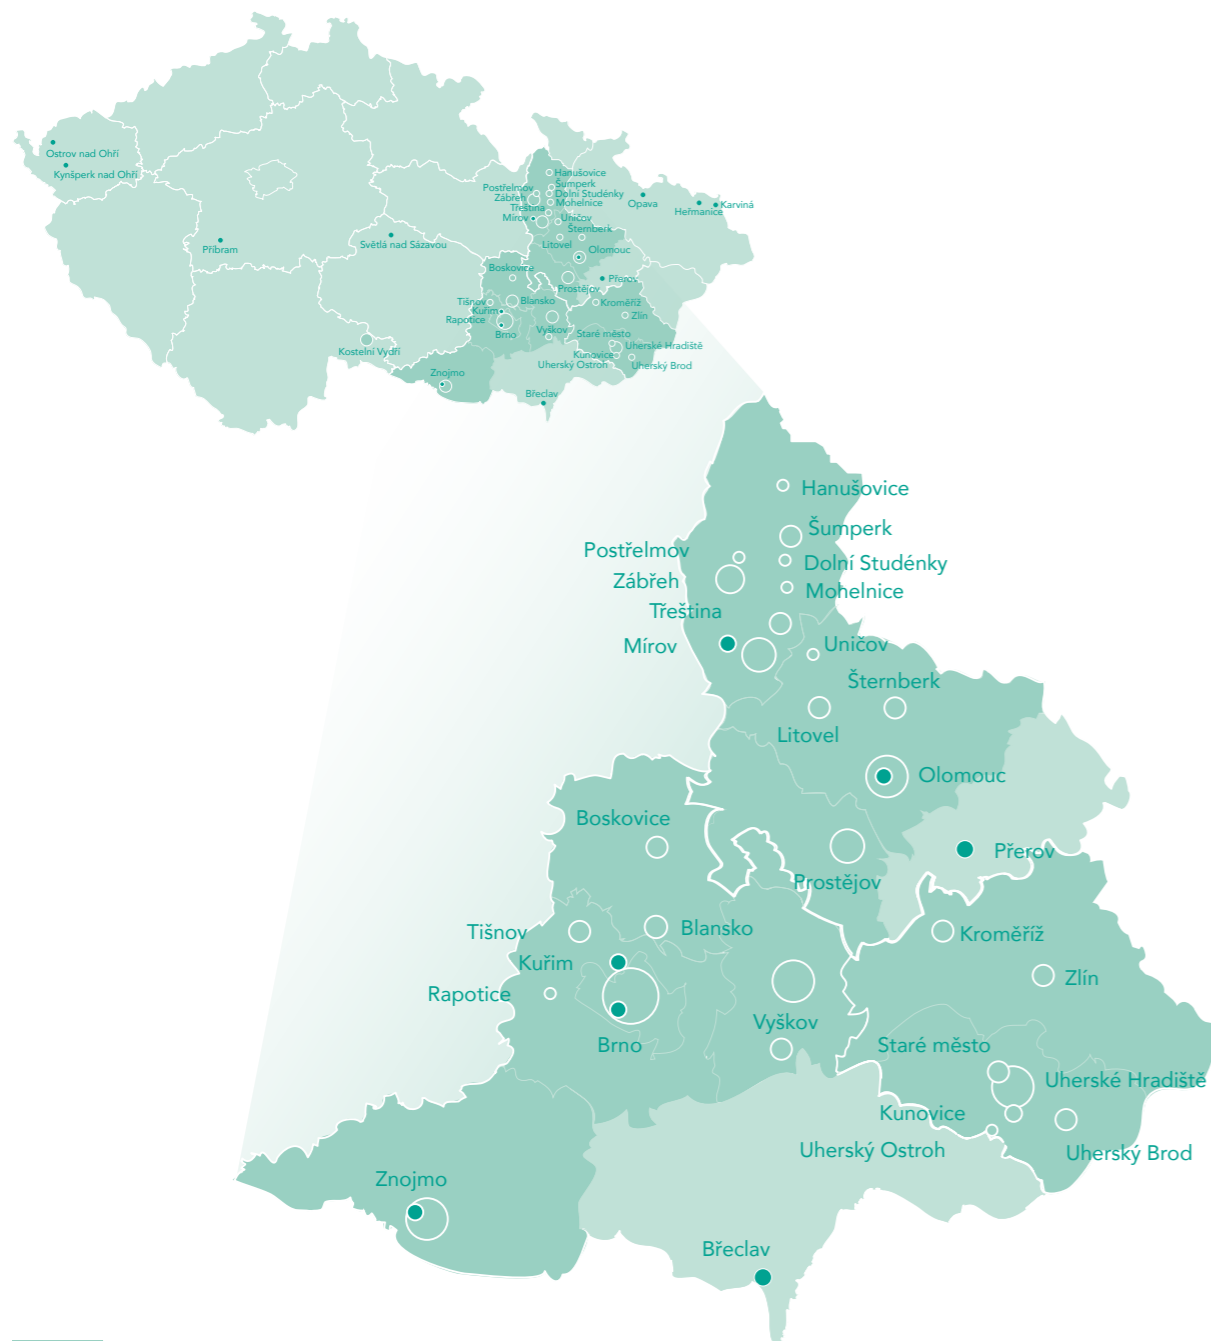 Ostrov nad Ohří
Kynšperk nad Ohří
Příbram
Světlá nad Sázavou
Kostelní Vydří
Hanušovice
Šumperk
Postřelmov
Dolní Studénky
Zábřeh
Mohelnice
Třeština
Mírov
Uničov
Šternberk
Litovel
Olomouc
Opava
Heřmanice
Karviná
Boskovice
Prostějov
Přerov
Tišnov
Blansko
Kuřim
Kroměříž
Rapotice
Zlín
Brno
Vyškov
Staré město
Uherské Hradiště
Kunovice
Uherský Ostroh
Uherský Brod
Znojmo
Břeclav
Hanušovice
Šumperk
Postřelmov
Dolní Studénky
Zábřeh
Mohelnice
Třeština
Mírov
Uničov
Šternberk
Litovel
Olomouc
Boskovice
Přerov
Prostějov
Tišnov
Blansko
Kroměříž
Kuřim
Zlín
Rapotice
Vyškov
Brno
Staré město
Uherské Hradiště
Kunovice
Uherský Ostroh
Uherský Brod
Znojmo
Břeclav